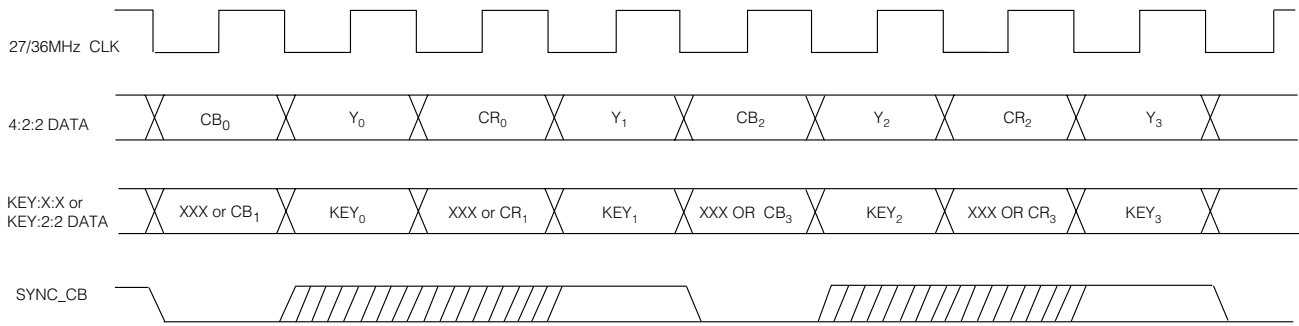 27/36MHz CLK
4:2:2 DATA
CB0 Y0 CR0 Y1 CB2 Y2 CR2 Y3
KEY:X:X or
KEY:2:2 DATA
XXX or CB1 KEY0 XXX or CR1 KEY1 XXX OR CB3 KEY2 XXX OR CR3 KEY3
SYNC_CB